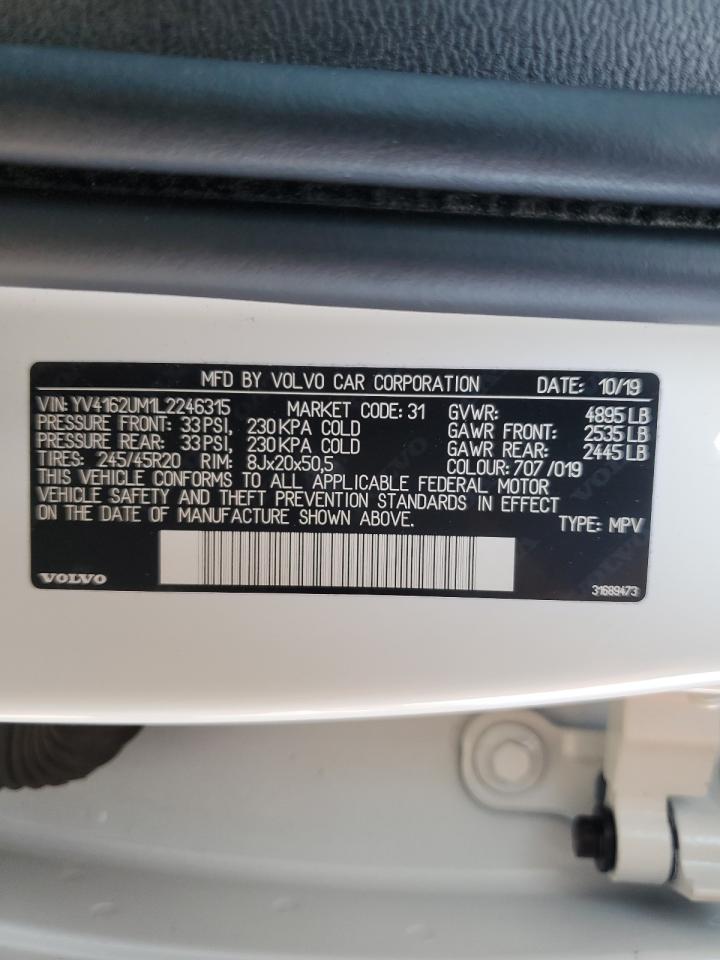 MFD BY VOLVO CAR CORPORATION DATE: 10/19
VIN: YV4162UM1L2246315 MARKET CODE: 31 GVWR: 4895 LB
PRESSURE FRONT: 33 PSI, 230 KPA COLD GAWR FRONT: 2535 LB
PRESSURE REAR: 33 PSI, 230 KPA COLD GAWR REAR: 2445 LB
TIRES: 245/45R20 RIM: 8Jx20x50,5 COLOUR: 707 /019
THIS VEHICLE CONFORMS TO ALL APPLICABLE FEDERAL MOTOR
VEHICLE SAFETY AND THEFT PREVENTION STANDARDS IN EFFECT
ON THE DATE OF MANUFACTURE SHOWN ABOVE. TYPE: MPV
VOLVO 31689473